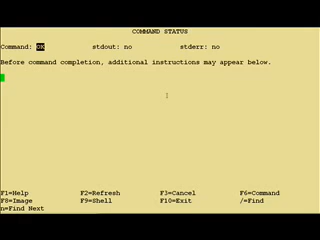 COMMAND STATUS
Command: OK stdout: no stderr: no
Before command completion, additional instructions may appear below.
F1=Help F2=Refresh F3=Cancel F6=Command
F8=Image F9=Shell F10=Exit /=Find
n=Find Next